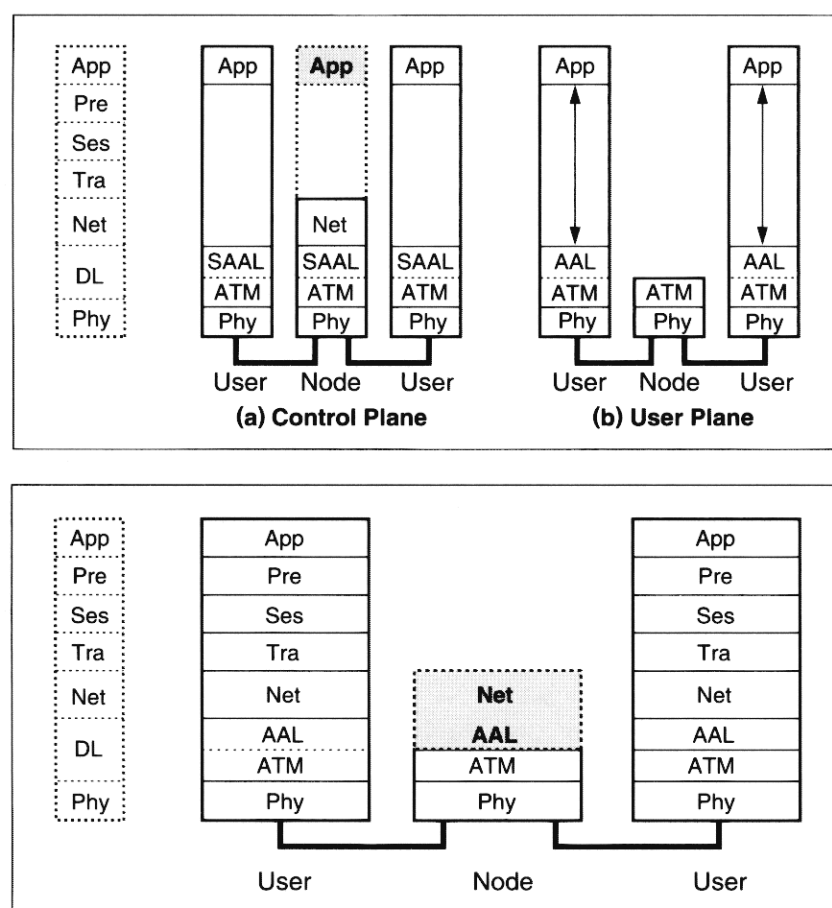 App App App App App App
Pre
Ses
Tra
Net Net
SAAL SAAL SAAL AAL AAL
DL
ATM ATM ATM ATM ATM ATM
Phy Phy Phy Phy Phy Phy Phy
User Node User User Node User
(a) Control Plane (b) User Plane
App App App
Pre Pre Pre
Ses Ses Ses
Tra Tra Tra
Net Net Net Net
AAL AAL AAL
DL
ATM ATM ATM
Phy Phy Phy Phy
User Node User